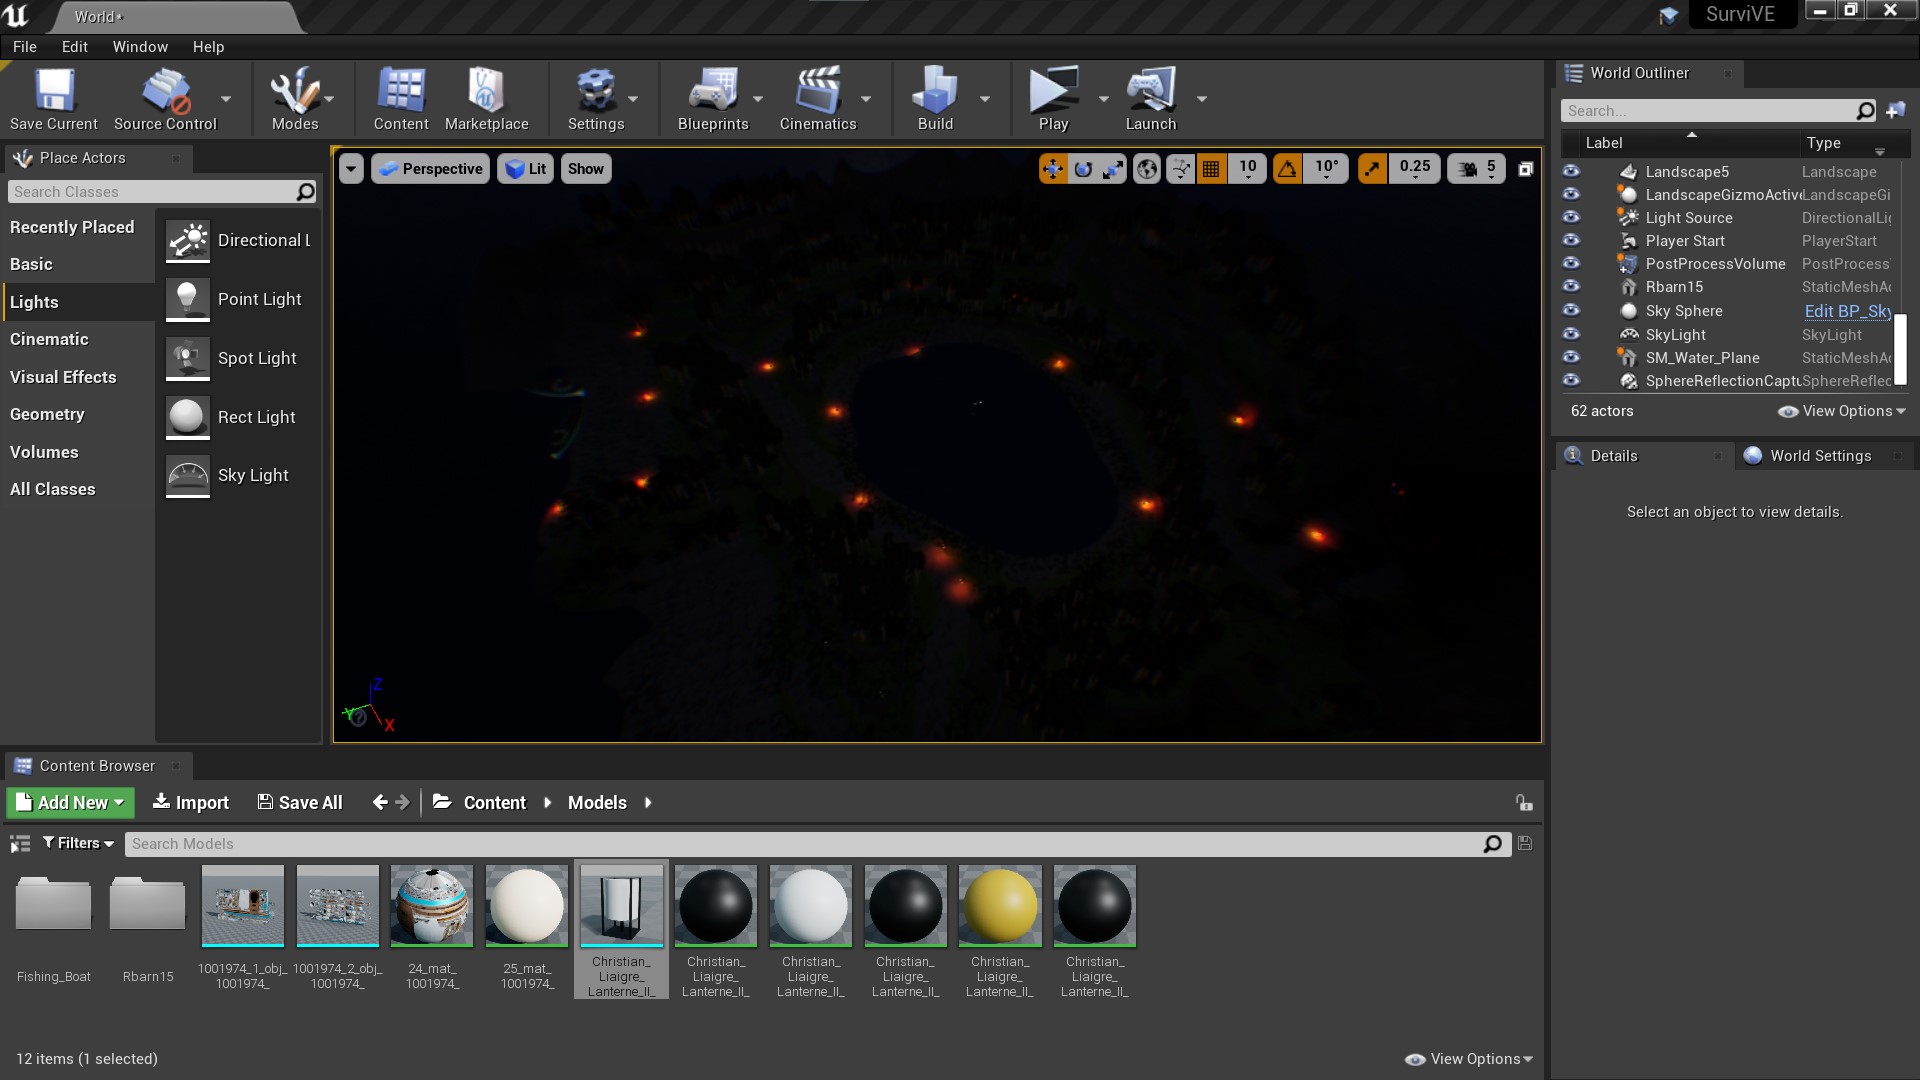 World*
SurviVE
File Edit Window Help
Save Current Source Control Modes Content Marketplace Settings Blueprints Cinematics Build Play Launch
Place Actors
Search Classes
Recently Placed
Basic
Lights
Cinematic
Visual Effects
Geometry
Volumes
All Classes
Directional L
Point Light
Spot Light
Rect Light
Sky Light
Perspective Lit Show
10 10° 0.25 5
Z
Y
X
World Outliner
Search...
Label Type
Landscape5 Landscape
LandscapeGizmoActive LandscapeGi
Light Source DirectionalLig
Player Start PlayerStart
PostProcessVolume PostProcess
Rbarn15 StaticMeshAc
Sky Sphere Edit BP_Sky
SkyLight SkyLight
SM_Water_Plane StaticMeshAc
SphereReflectionCaptu SphereReflec
62 actors View Options
Details World Settings
Select an object to view details.
Content Browser
Add New Import Save All Content Models
Filters Search Models
Fishing_Boat
Rbarn15
1001974_1_obj_
1001974_
1001974_2_obj_
1001974_
24_mat_
1001974_
25_mat_
1001974_
Christian_
Liaigre_
Lanterne_II_
Christian_
Liaigre_
Lanterne_II_
Christian_
Liaigre_
Lanterne_II_
Christian_
Liaigre_
Lanterne_II_
Christian_
Liaigre_
Lanterne_II_
Christian_
Liaigre_
Lanterne_II_
12 items (1 selected) View Options